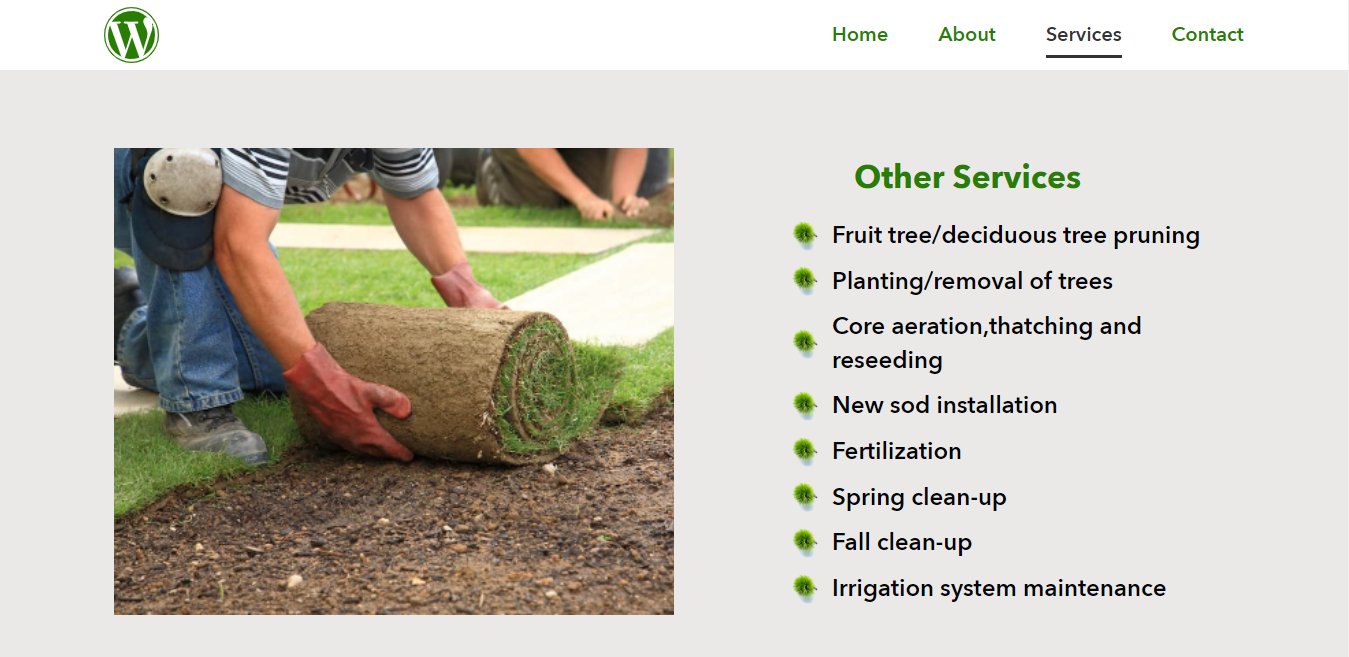 Home
About
Services
Contact
Other Services
Fruit tree/deciduous tree pruning
Planting/removal of trees
Core aeration,thatching and
reseeding
New sod installation
Fertilization
Spring clean-up
Fall clean-up
Irrigation system maintenance